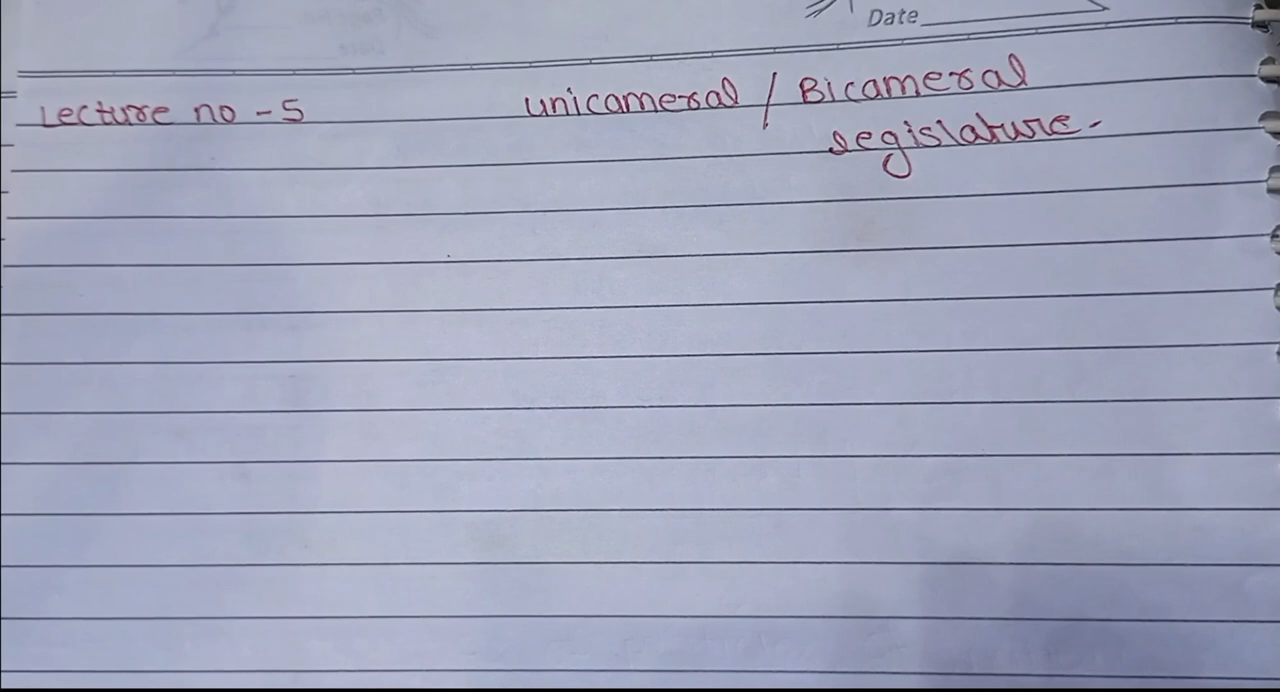 Date
Lecture no - 5
unicameral / Bicameral
legislature.